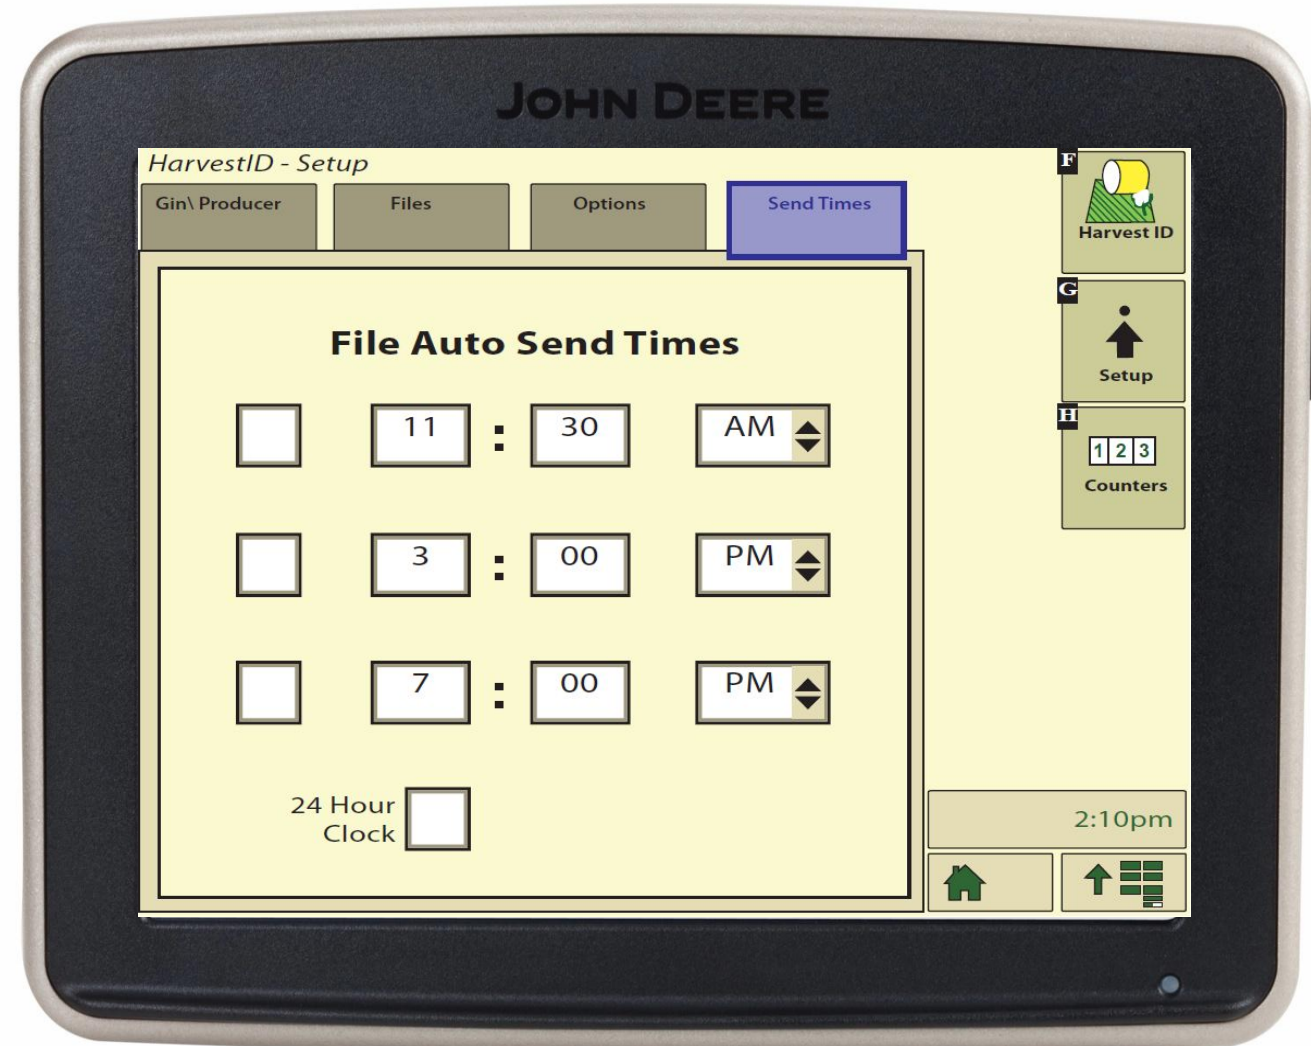 JOHN DEERE
HarvestID - Setup
Gin\ Producer
Files
Options
Send Times
File Auto Send Times
11 : 30 AM
3 : 00 PM
7 : 00 PM
24 Hour
Clock
F
Harvest ID
G
Setup
H
1 2 3
Counters
2:10pm